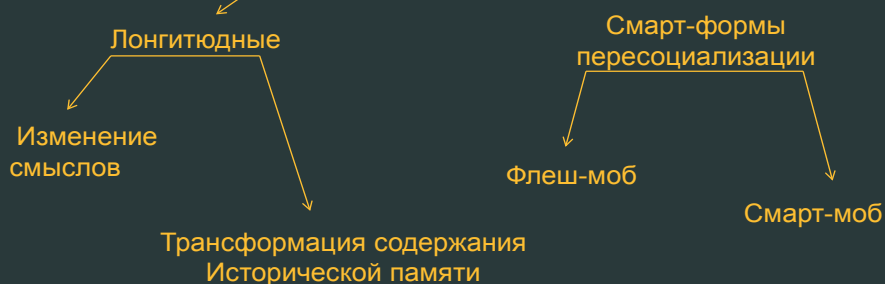 Лонгитюдные
Изменение
смыслов
Трансформация содержания
Исторической памяти
Смарт-формы
пересоциализации
Флеш-моб
Смарт-моб